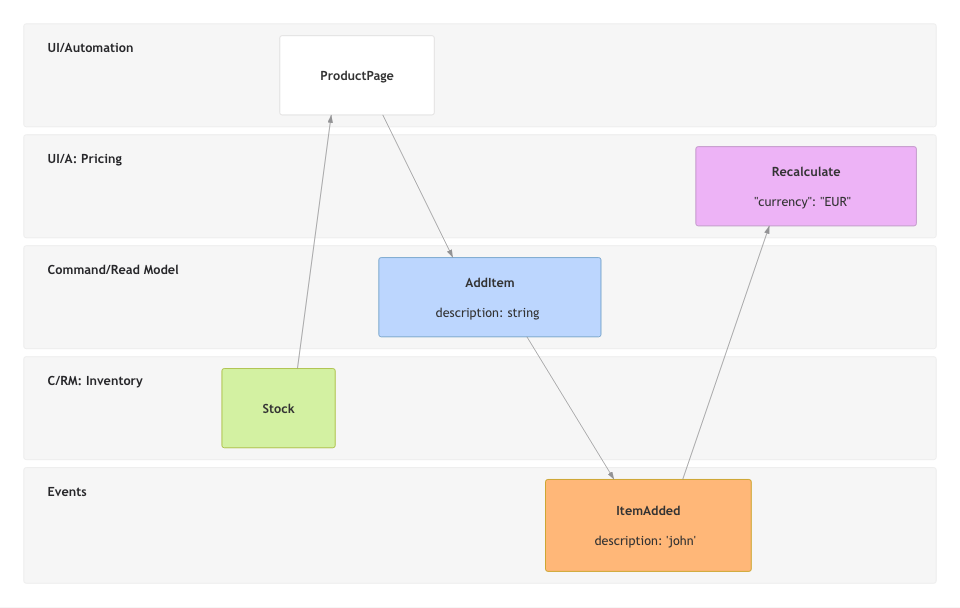 UI/Automation
ProductPage
UI/A: Pricing
Recalculate
"currency": "EUR"
Command/Read Model
AddItem
description: string
C/RM: Inventory
Stock
Events
ItemAdded
description: 'john'